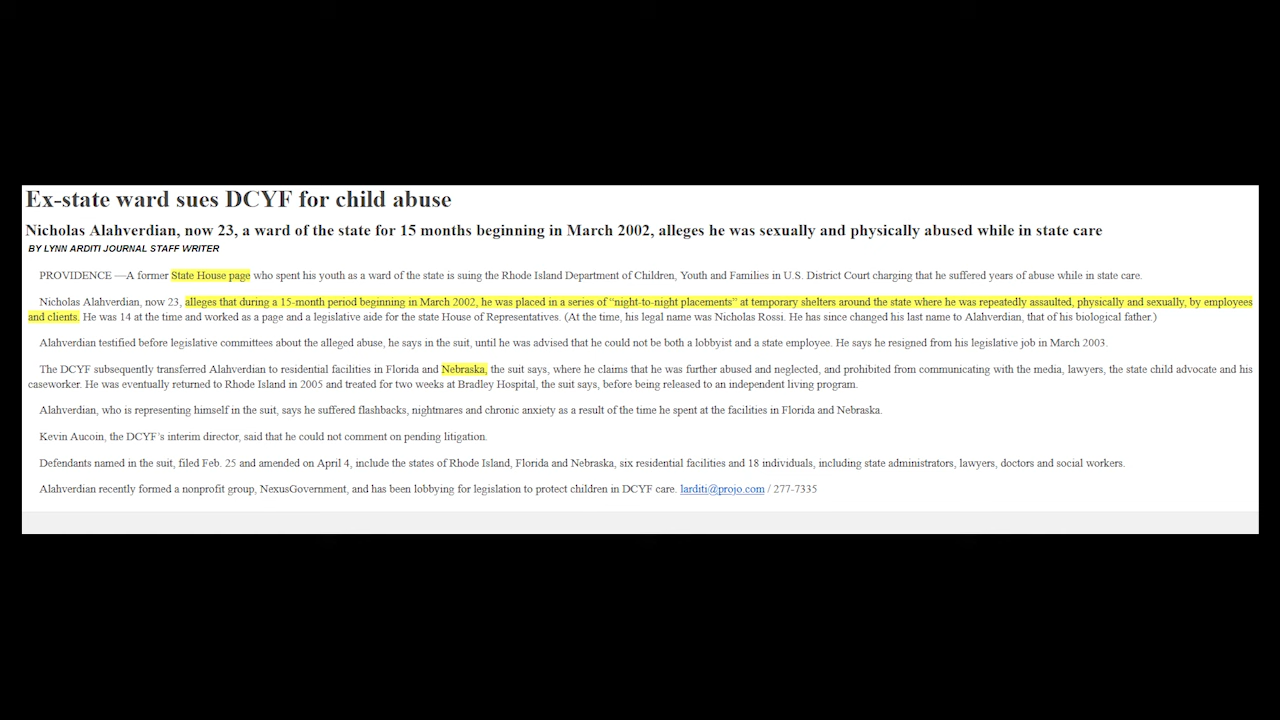 Ex-state ward sues DCYF for child abuse
Nicholas Alahverdian, now 23, a ward of the state for 15 months beginning in March 2002, alleges he was sexually and physically abused while in state care
BY LYNN ARDITI JOURNAL STAFF WRITER
PROVIDENCE —A former State House page who spent his youth as a ward of the state is suing the Rhode Island Department of Children, Youth and Families in U.S. District Court charging that he suffered years of abuse while in state care.
Nicholas Alahverdian, now 23, alleges that during a 15-month period beginning in March 2002, he was placed in a series of “night-to-night placements” at temporary shelters around the state where he was repeatedly assaulted, physically and sexually, by employees
and clients. He was 14 at the time and worked as a page and a legislative aide for the state House of Representatives. (At the time, his legal name was Nicholas Rossi. He has since changed his last name to Alahverdian, that of his biological father.)
Alahverdian testified before legislative committees about the alleged abuse, he says in the suit, until he was advised that he could not be both a lobbyist and a state employee. He says he resigned from his legislative job in March 2003.
The DCYF subsequently transferred Alahverdian to residential facilities in Florida and Nebraska, the suit says, where he claims that he was further abused and neglected, and prohibited from communicating with the media, lawyers, the state child advocate and his
caseworker. He was eventually returned to Rhode Island in 2005 and treated for two weeks at Bradley Hospital, the suit says, before being released to an independent living program.
Alahverdian, who is representing himself in the suit, says he suffered flashbacks, nightmares and chronic anxiety as a result of the time he spent at the facilities in Florida and Nebraska.
Kevin Aucoin, the DCYF’s interim director, said that he could not comment on pending litigation.
Defendants named in the suit, filed Feb. 25 and amended on April 4, include the states of Rhode Island, Florida and Nebraska, six residential facilities and 18 individuals, including state administrators, lawyers, doctors and social workers.
Alahverdian recently formed a nonprofit group, NexusGovernment, and has been lobbying for legislation to protect children in DCYF care. larditi@projo.com / 277-7335